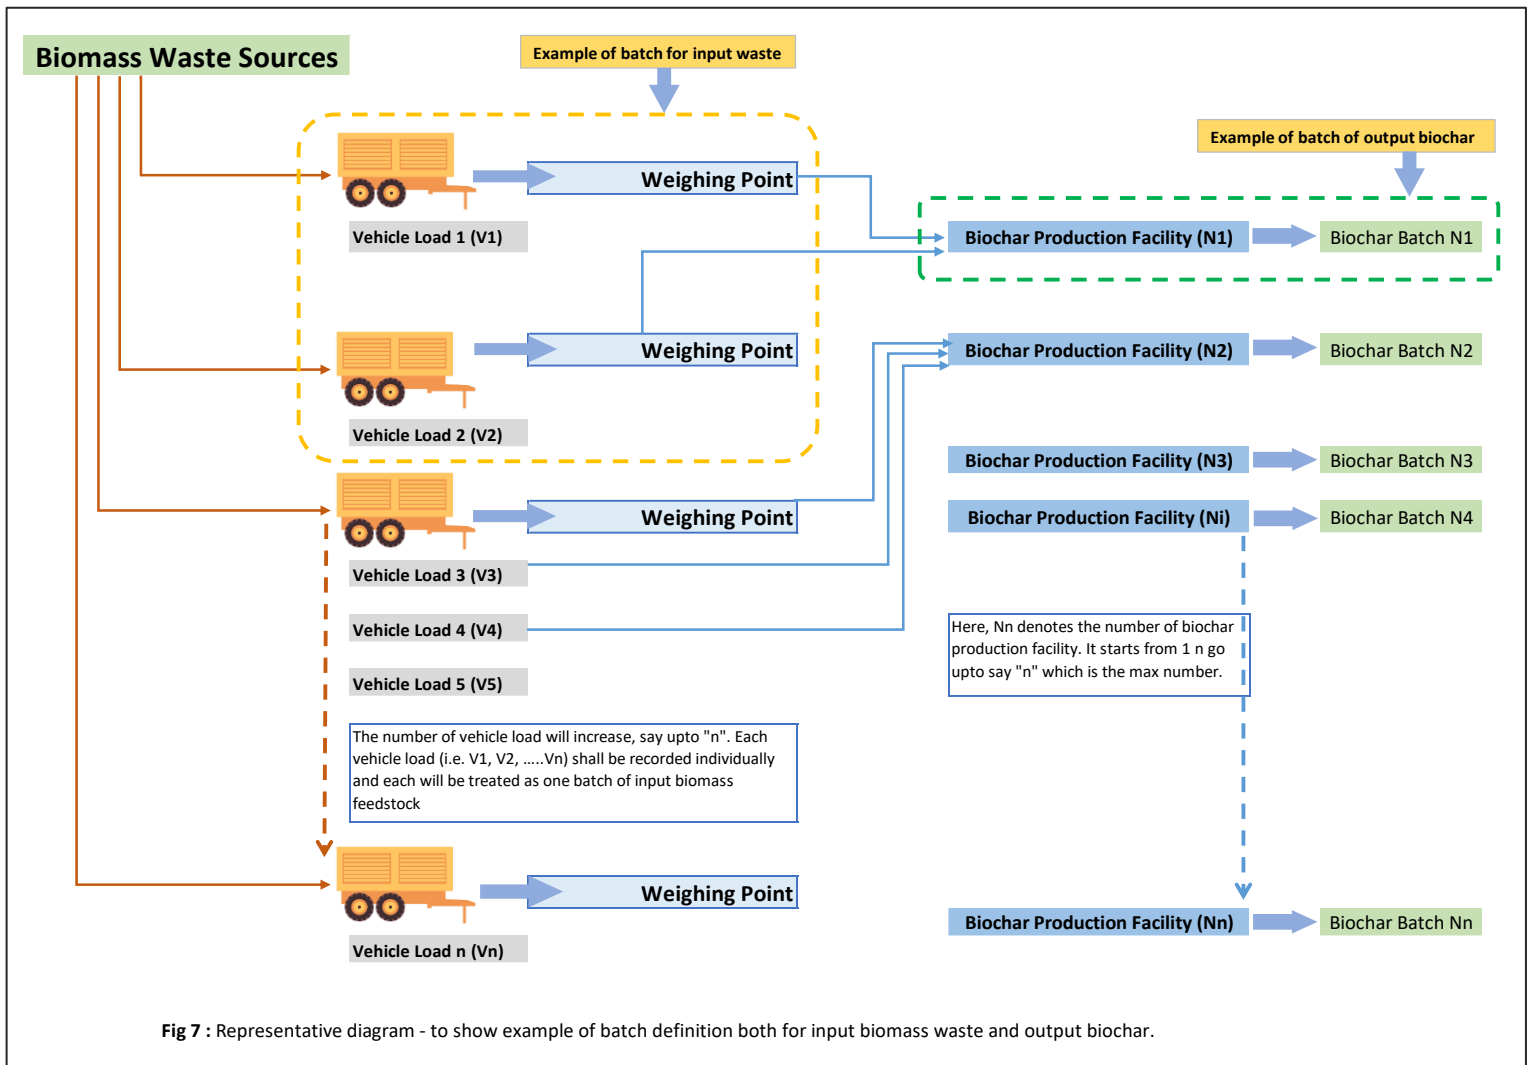 Biomass Waste Sources
Example of batch for input waste
Example of batch of output biochar
Weighing Point
Vehicle Load 1 (V1)
Biochar Production Facility (N1)
Biochar Batch N1
Weighing Point
Vehicle Load 2 (V2)
Biochar Production Facility (N2)
Biochar Batch N2
Biochar Production Facility (N3)
Biochar Batch N3
Weighing Point
Biochar Production Facility (Ni)
Biochar Batch N4
Vehicle Load 3 (V3)
Vehicle Load 4 (V4)
Vehicle Load 5 (V5)
Here, Nn denotes the number of biochar
production facility. It starts from 1 n go
upto say "n" which is the max number.
The number of vehicle load will increase, say upto "n". Each
vehicle load (i.e. V1, V2, .....Vn) shall be recorded individually
and each will be treated as one batch of input biomass
feedstock
Weighing Point
Vehicle Load n (Vn)
Biochar Production Facility (Nn)
Biochar Batch Nn
Fig 7 : Representative diagram - to show example of batch definition both for input biomass waste and output biochar.